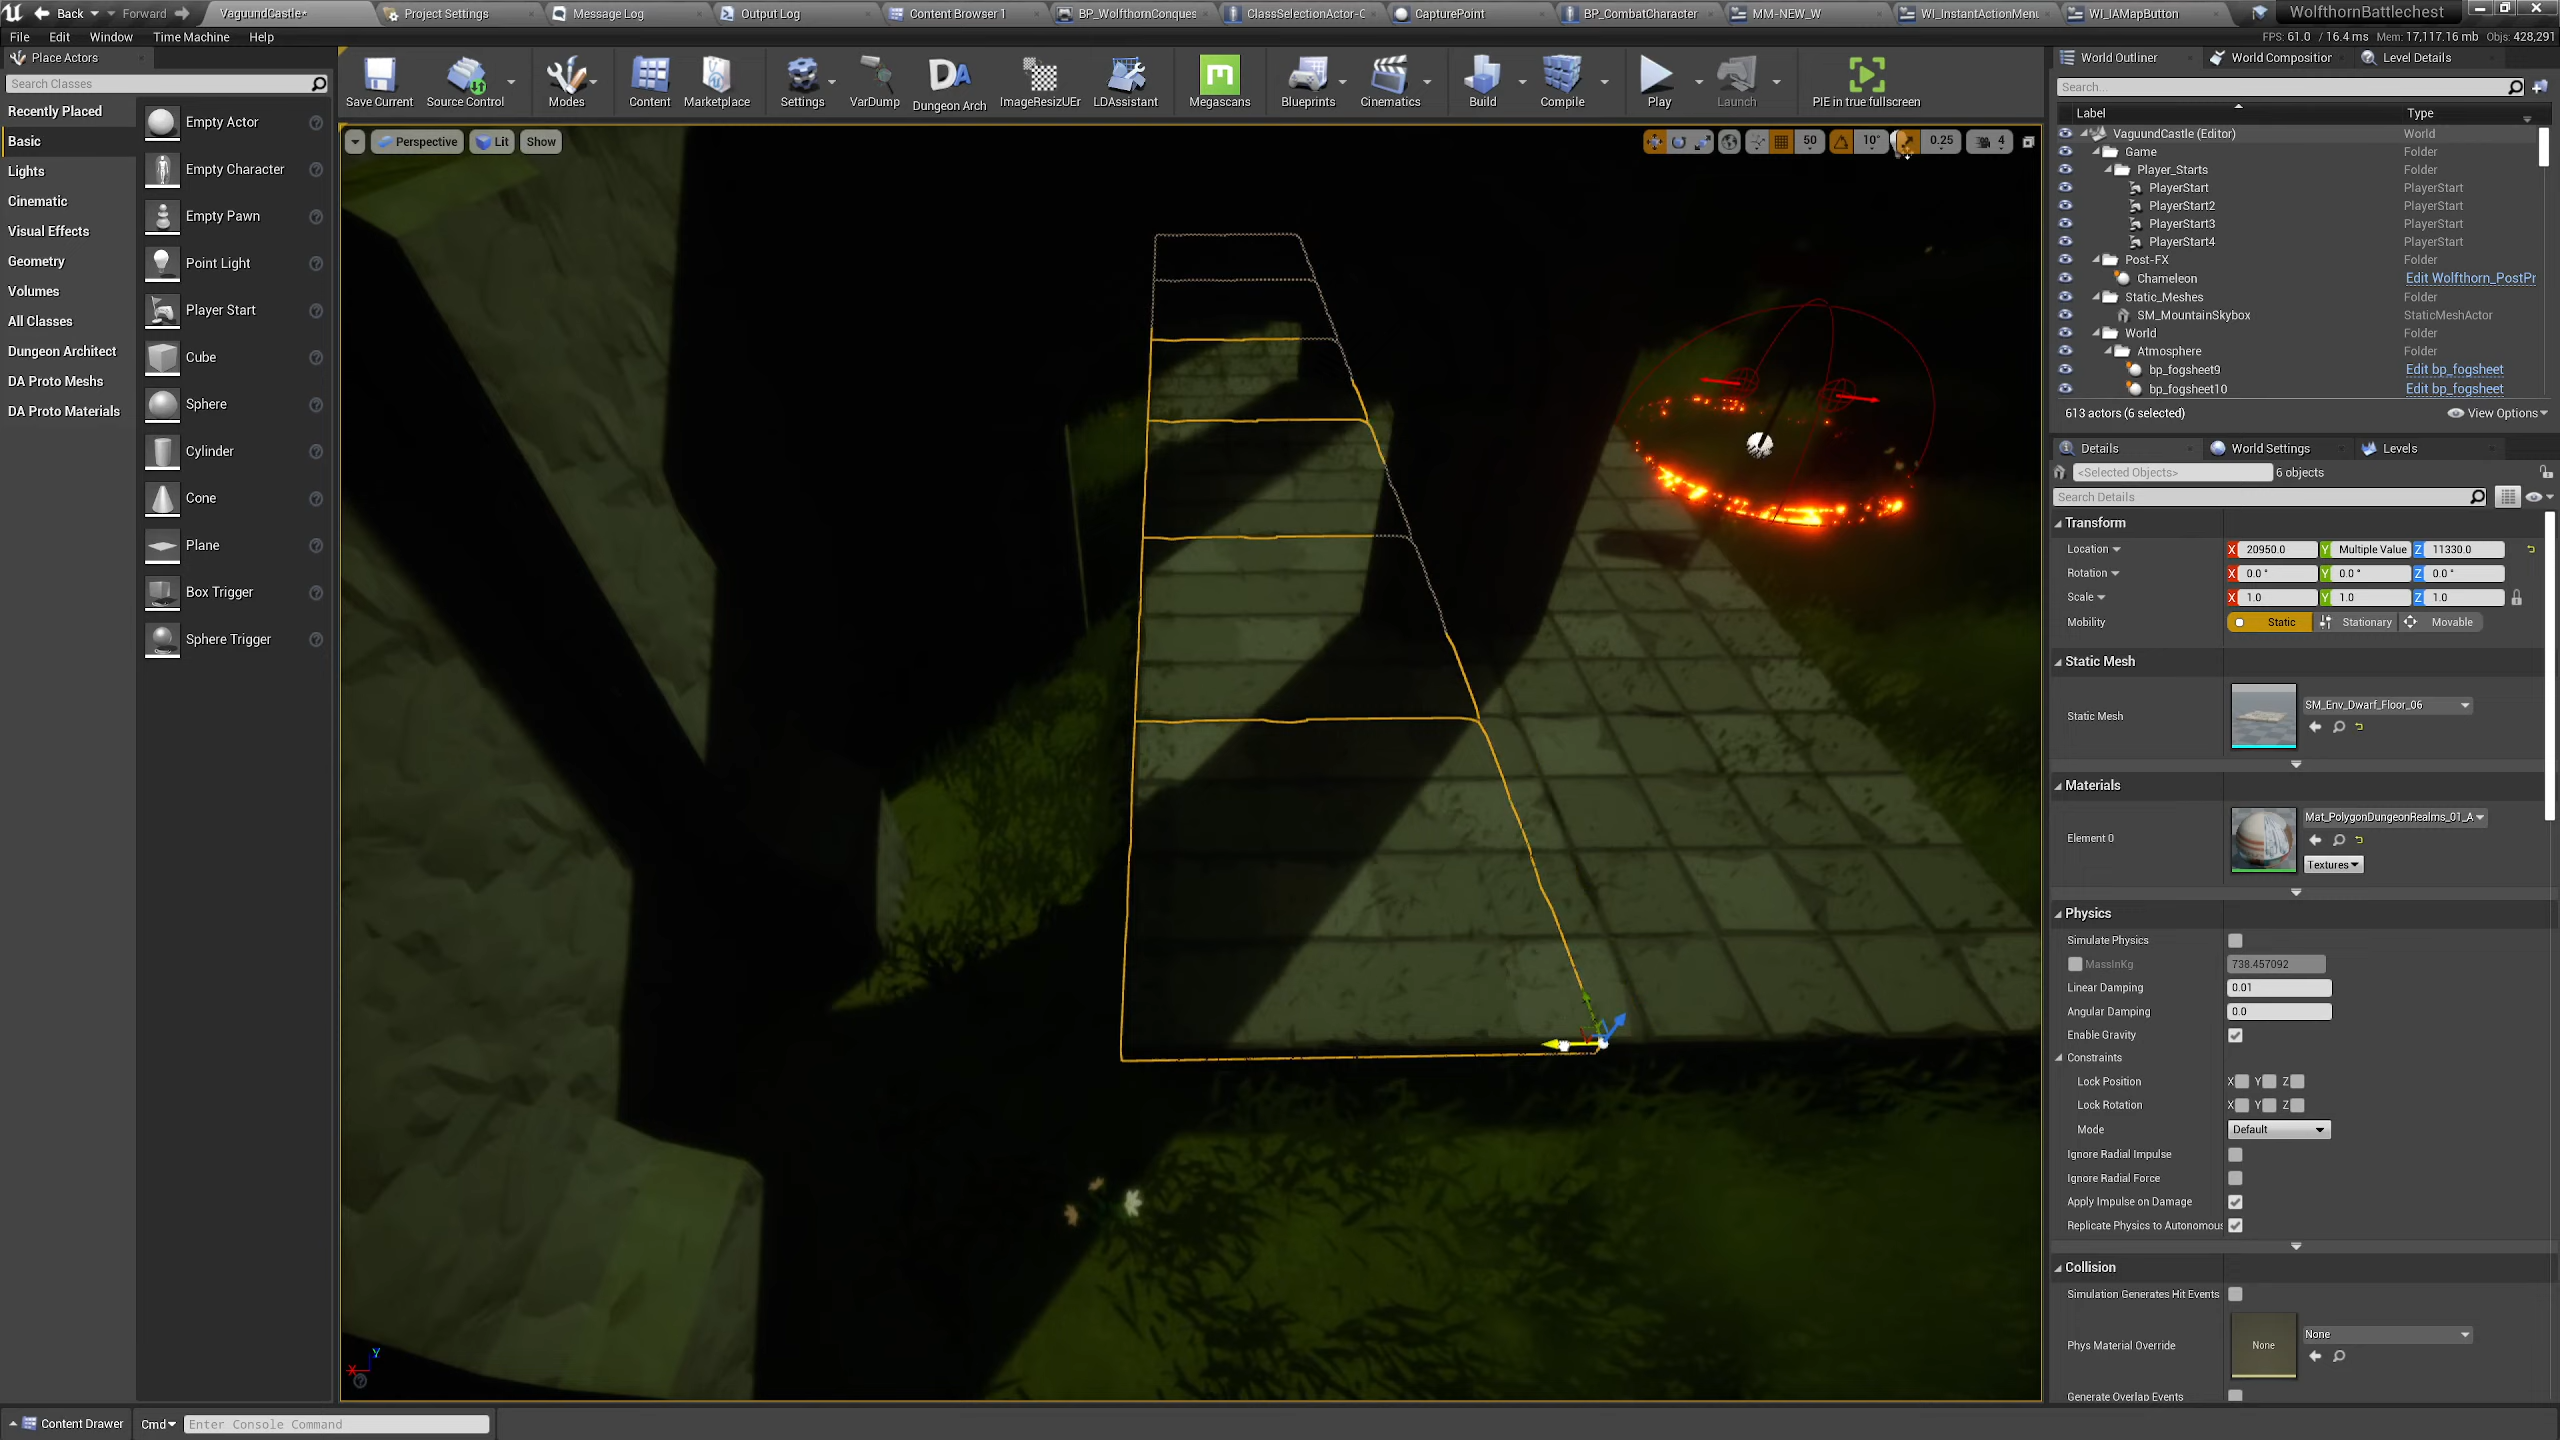 Back
Forward
VaguundCastle*
Project Settings
Message Log
Output Log
Content Browser 1
BP_WolfthornConques
ClassSelectionActor-C
CapturePoint
BP_CombatCharacter
MM-NEW_W
WI_InstantActionMenu
WI_IAMapButton
WolfthornBattlechest
File Edit Window Time Machine Help
FPS: 61.0 / 16.4 ms Mem: 17,117.16 mb Objs: 428,291
Place Actors
Search Classes
Recently Placed
Basic
Lights
Cinematic
Visual Effects
Geometry
Volumes
All Classes
Dungeon Architect
DA Proto Meshs
DA Proto Materials
Empty Actor
Empty Character
Empty Pawn
Point Light
Player Start
Cube
Sphere
Cylinder
Cone
Plane
Box Trigger
Sphere Trigger
Save Current
Source Control
Modes
Content
Marketplace
Settings
VarDump
Dungeon Arch
ImageResizUEr
LDAssistant
Megascans
Blueprints
Cinematics
Build
Compile
Play
Launch
PIE in true fullscreen
Perspective
Lit
Show
50
10°
0.25
4
World Outliner
World Composition
Level Details
Search...
Label Type
VaguundCastle (Editor) World
Game Folder
Player_Starts Folder
PlayerStart PlayerStart
PlayerStart2 PlayerStart
PlayerStart3 PlayerStart
PlayerStart4 PlayerStart
Post-FX Folder
Chameleon Edit Wolfthorn_PostPr
Static_Meshes Folder
SM_MountainSkybox StaticMeshActor
World Folder
Atmosphere Folder
bp_fogsheet9 Edit bp_fogsheet
bp_fogsheet10 Edit bp_fogsheet
613 actors (6 selected)
View Options
Details
World Settings
Levels
<Selected Objects> 6 objects
Search Details
Transform
Location X 20950.0 Y Multiple Value Z 11330.0
Rotation X 0.0 ° Y 0.0 ° Z 0.0 °
Scale X 1.0 Y 1.0 Z 1.0
Mobility Static Stationary Movable
Static Mesh
Static Mesh SM_Env_Dwarf_Floor_06
Materials
Element 0 Mat_PolygonDungeonRealms_01_A
Textures
Physics
Simulate Physics
MassInKg 738.457092
Linear Damping 0.01
Angular Damping 0.0
Enable Gravity
Constraints
Lock Position X Y Z
Lock Rotation X Y Z
Mode Default
Ignore Radial Impulse
Ignore Radial Force
Apply Impulse on Damage
Replicate Physics to Autonomous
Collision
Simulation Generates Hit Events
Phys Material Override None None
Generate Overlap Events
X Y
Content Drawer
Cmd
Enter Console Command